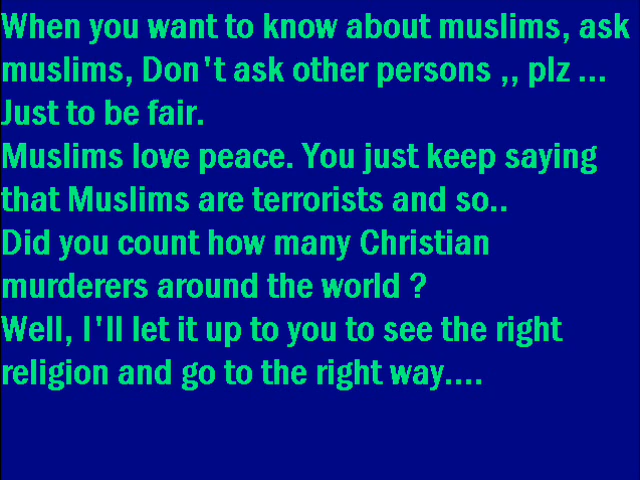 When you want to know about muslims, ask
muslims, Don't ask other persons ,, plz ...
Just to be fair.
Muslims love peace. You just keep saying
that Muslims are terrorists and so..
Did you count how many Christian
murderers around the world ?
Well, I'll let it up to you to see the right
religion and go to the right way....